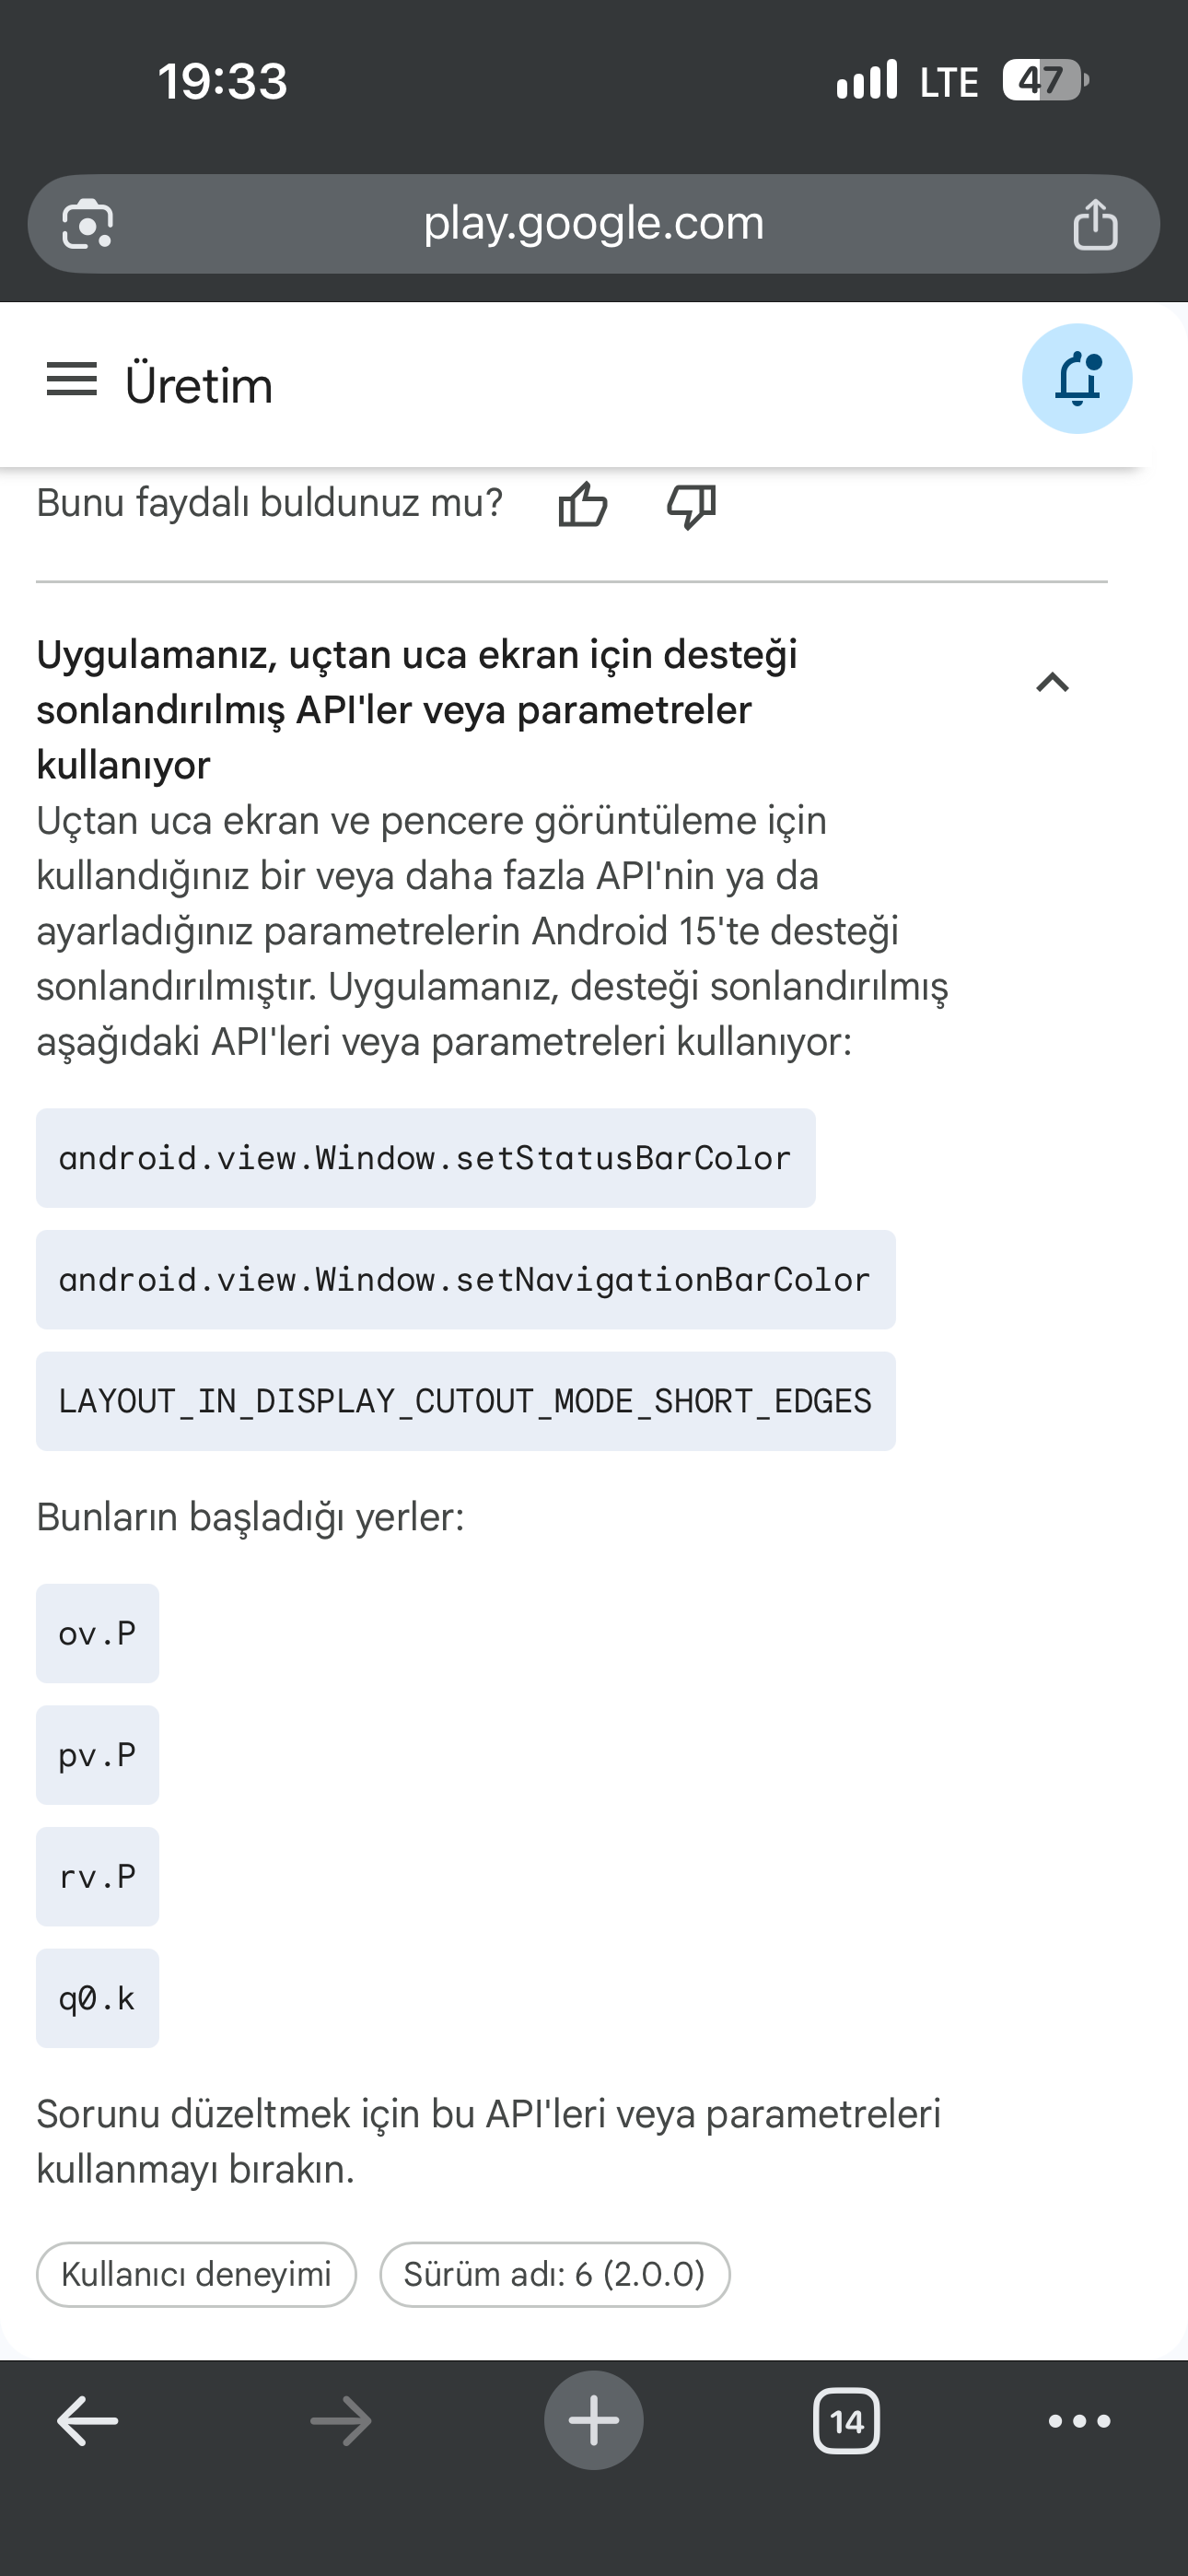 19:33
LTE
47
play.google.com
Üretim
Bunu faydalı buldunuz mu?
Uygulamanız, uçtan uca ekran için desteği
sonlandırılmış API'ler veya parametreler
kullanıyor
Uçtan uca ekran ve pencere görüntüleme için
kullandığınız bir veya daha fazla API'nin ya da
ayarladığınız parametrelerin Android 15'te desteği
sonlandırılmıştır. Uygulamanız, desteği sonlandırılmış
aşağıdaki API'leri veya parametreleri kullanıyor:
android.view.Window.setStatusBarColor
android.view.Window.setNavigationBarColor
LAYOUT_IN_DISPLAY_CUTOUT_MODE_SHORT_EDGES
Bunların başladığı yerler:
ov.P
pv.P
rv.P
q0.k
Sorunu düzeltmek için bu API'leri veya parametreleri
kullanmayı bırakın.
Kullanıcı deneyimi
Sürüm adı: 6 (2.0.0)
14